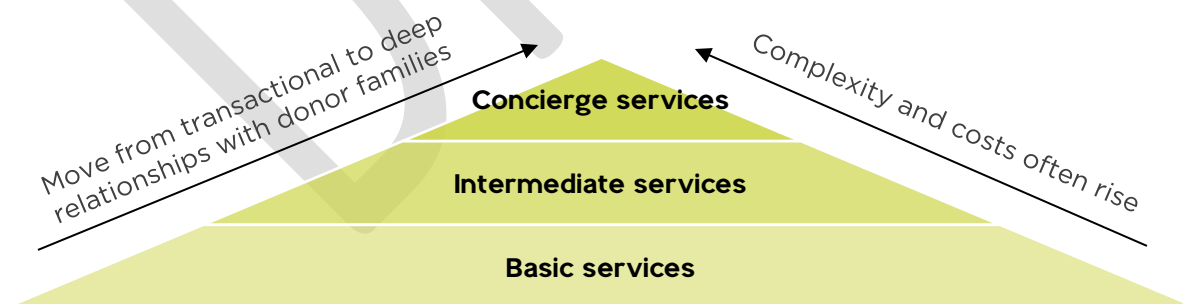 Move from transactional to deep
relationships with donor families
Complexity and costs often rise
Concierge services
Intermediate services
Basic services